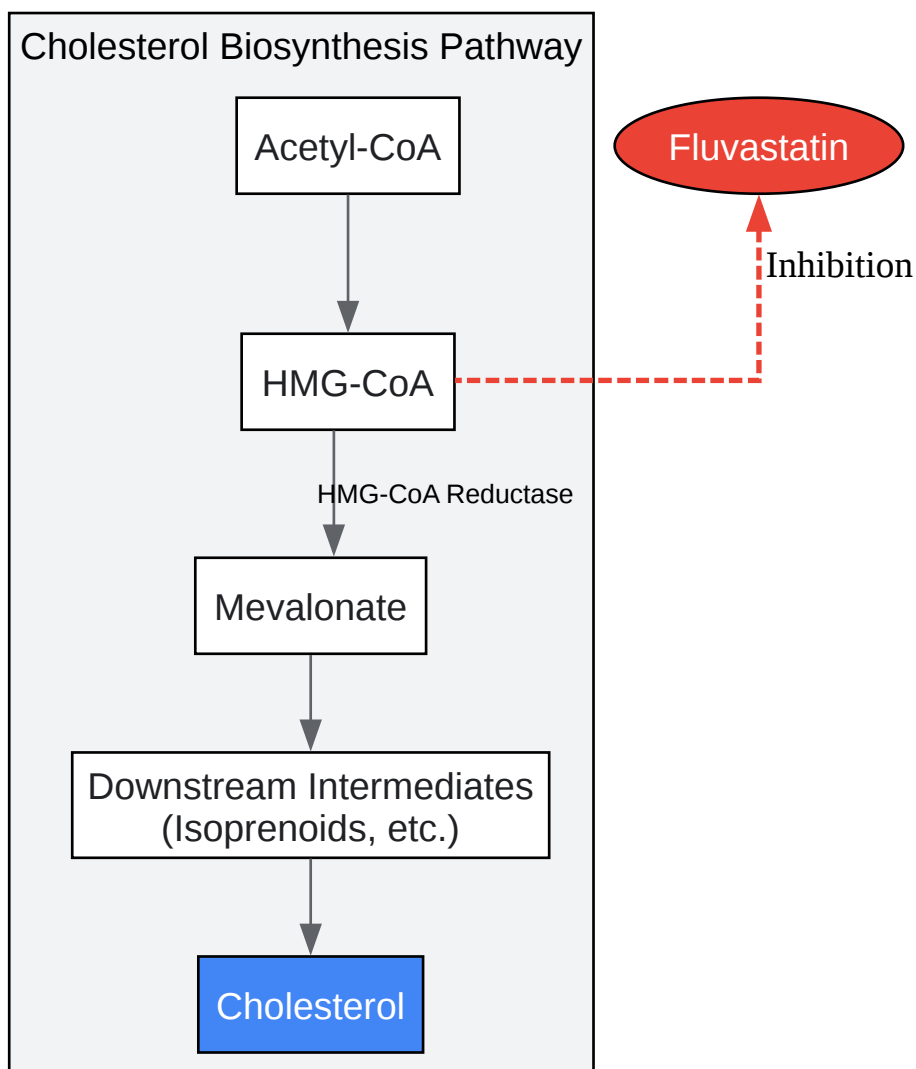 Cholesterol Biosynthesis Pathway
Acetyl-CoA
Fluvastatin
Inhibition
HMG-CoA
HMG-CoA Reductase
Mevalonate
Downstream Intermediates
(Isoprenoids, etc.)
Cholesterol